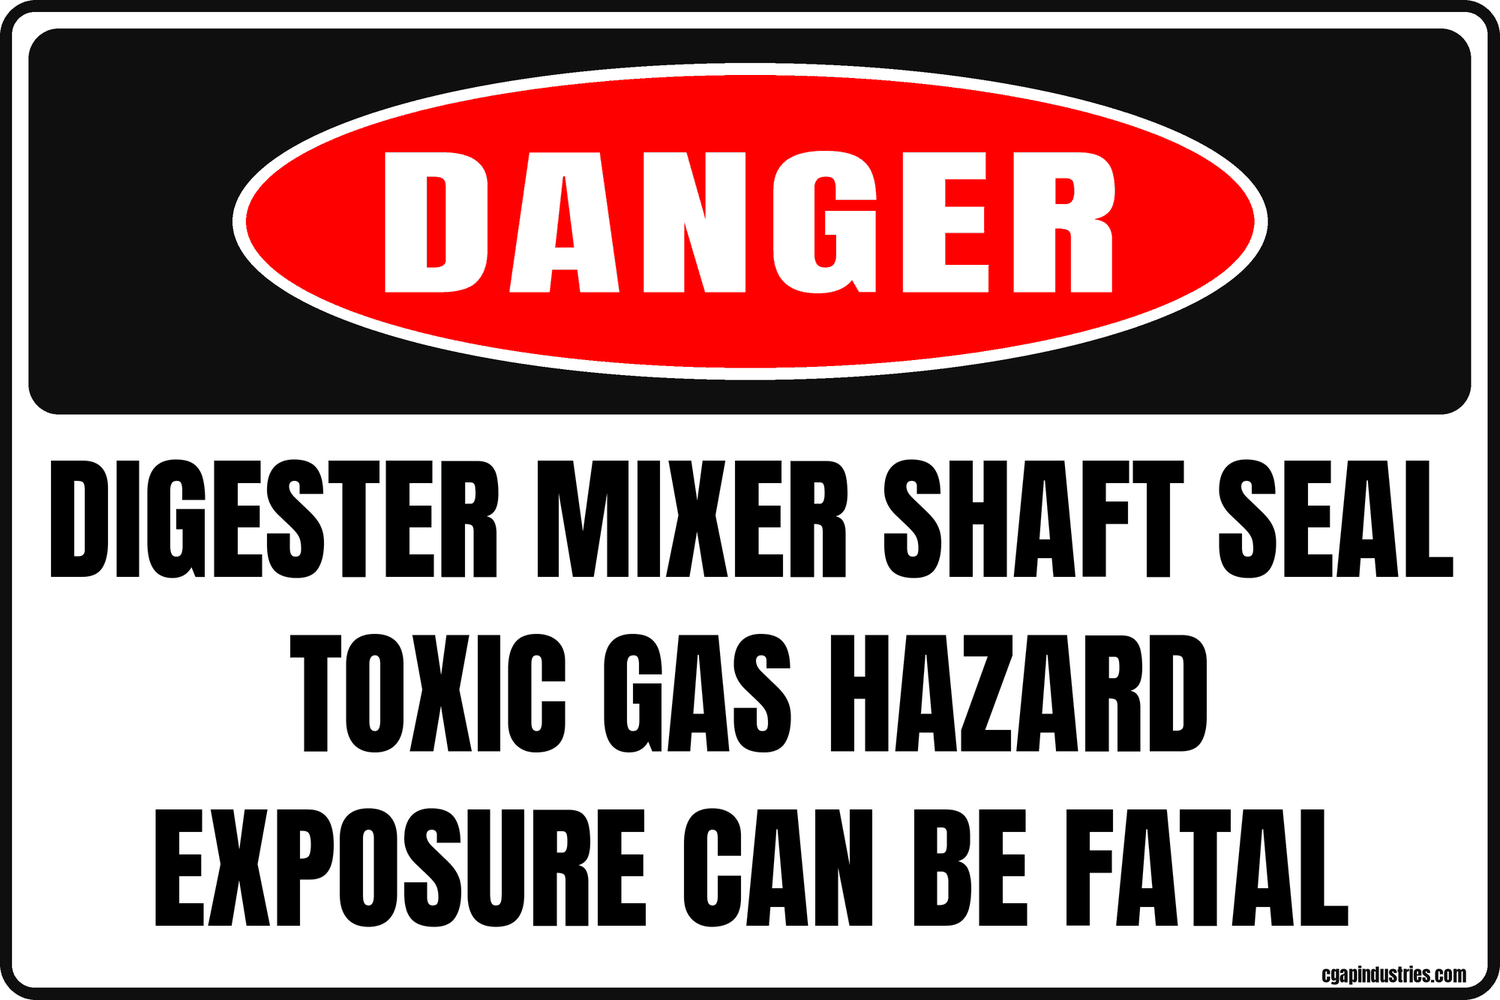 DANGER
DIGESTER MIXER SHAFT SEAL
TOXIC GAS HAZARD
EXPOSURE CAN BE FATAL
cgapindustries.com